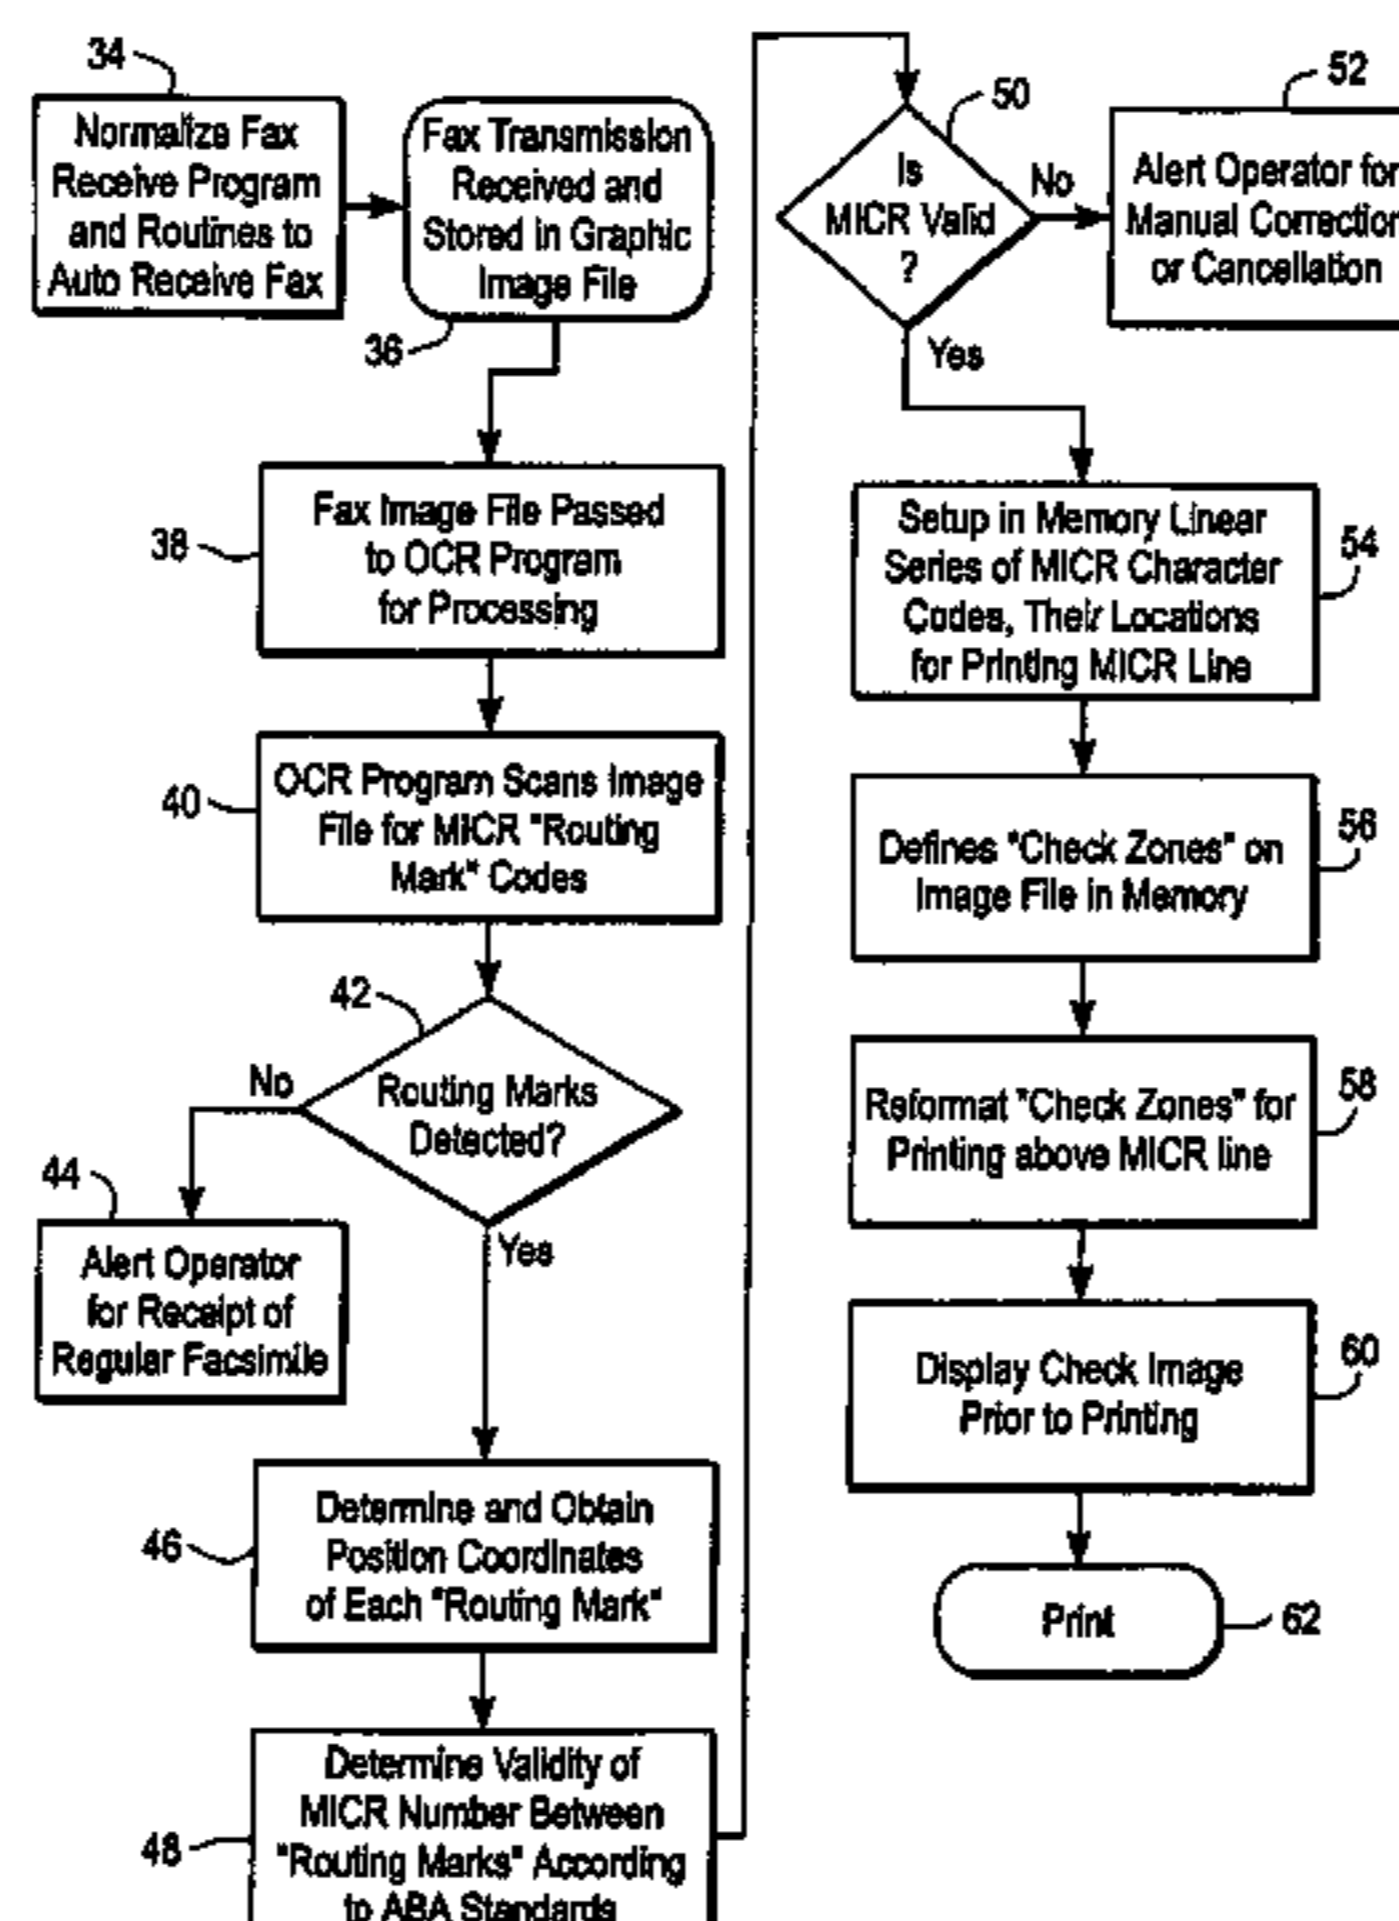 34
Normalize Fax
Receive Program
and Routines to
Auto Receive Fax
Fax Transmission
Received and
Stored in Graphic
Image File
36
38
Fax Image File Passed
to OCR Program
for Processing
40
OCR Program Scans Image
File for MICR "Routing
Mark" Codes
42
Routing Marks
Detected?
No
44
Alert Operator
for Receipt of
Regular Facsimile
Yes
46
Determine and Obtain
Position Coordinates
of Each "Routing Mark"
48
Determine Validity of
MICR Number Between
"Routing Marks" According
to ABA Standards
50
Is
MICR Valid
?
No
52
Alert Operator for
Manual Correction
or Cancellation
Yes
Setup in Memory Linear
Series of MICR Character
Codes, Their Locations
for Printing MICR Line
54
Defines "Check Zones" on
Image File in Memory
56
Reformat "Check Zones" for
Printing above MICR line
58
Display Check Image
Prior to Printing
60
Print
62